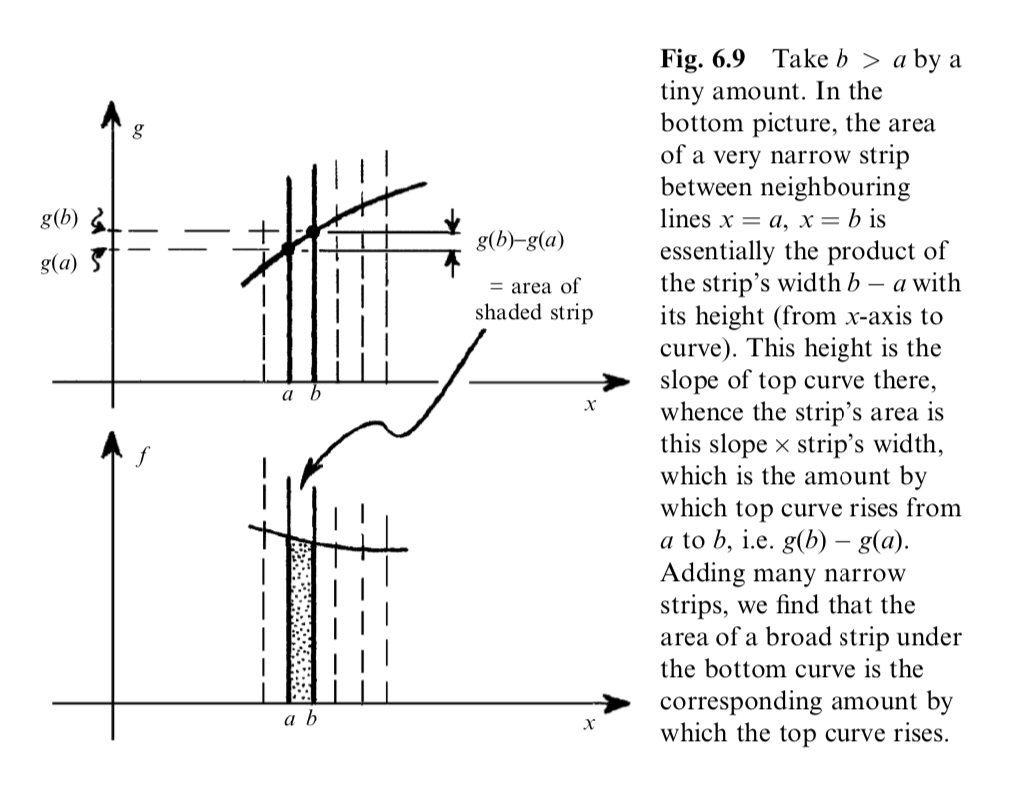 g
g(b)
g(a)
g(b)–g(a)
= area of
shaded strip
a b
x
f
a b
x
Fig. 6.9 Take b > a by a
tiny amount. In the
bottom picture, the area
of a very narrow strip
between neighbouring
lines x = a, x = b is
essentially the product of
the strip's width b − a with
its height (from x-axis to
curve). This height is the
slope of top curve there,
whence the strip's area is
this slope × strip's width,
which is the amount by
which top curve rises from
a to b, i.e. g(b) − g(a).
Adding many narrow
strips, we find that the
area of a broad strip under
the bottom curve is the
corresponding amount by
which the top curve rises.